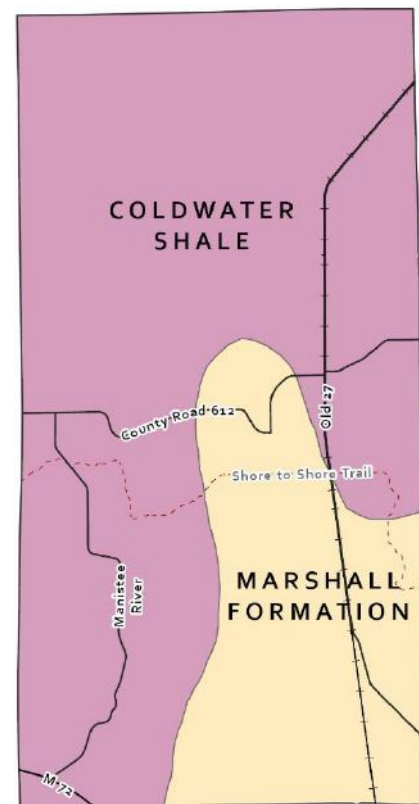 COLDWATER
SHALE
County Road 612
Old 27
Shore to Shore Trail
MARSHALL
FORMATION
Manistee
River
M 72